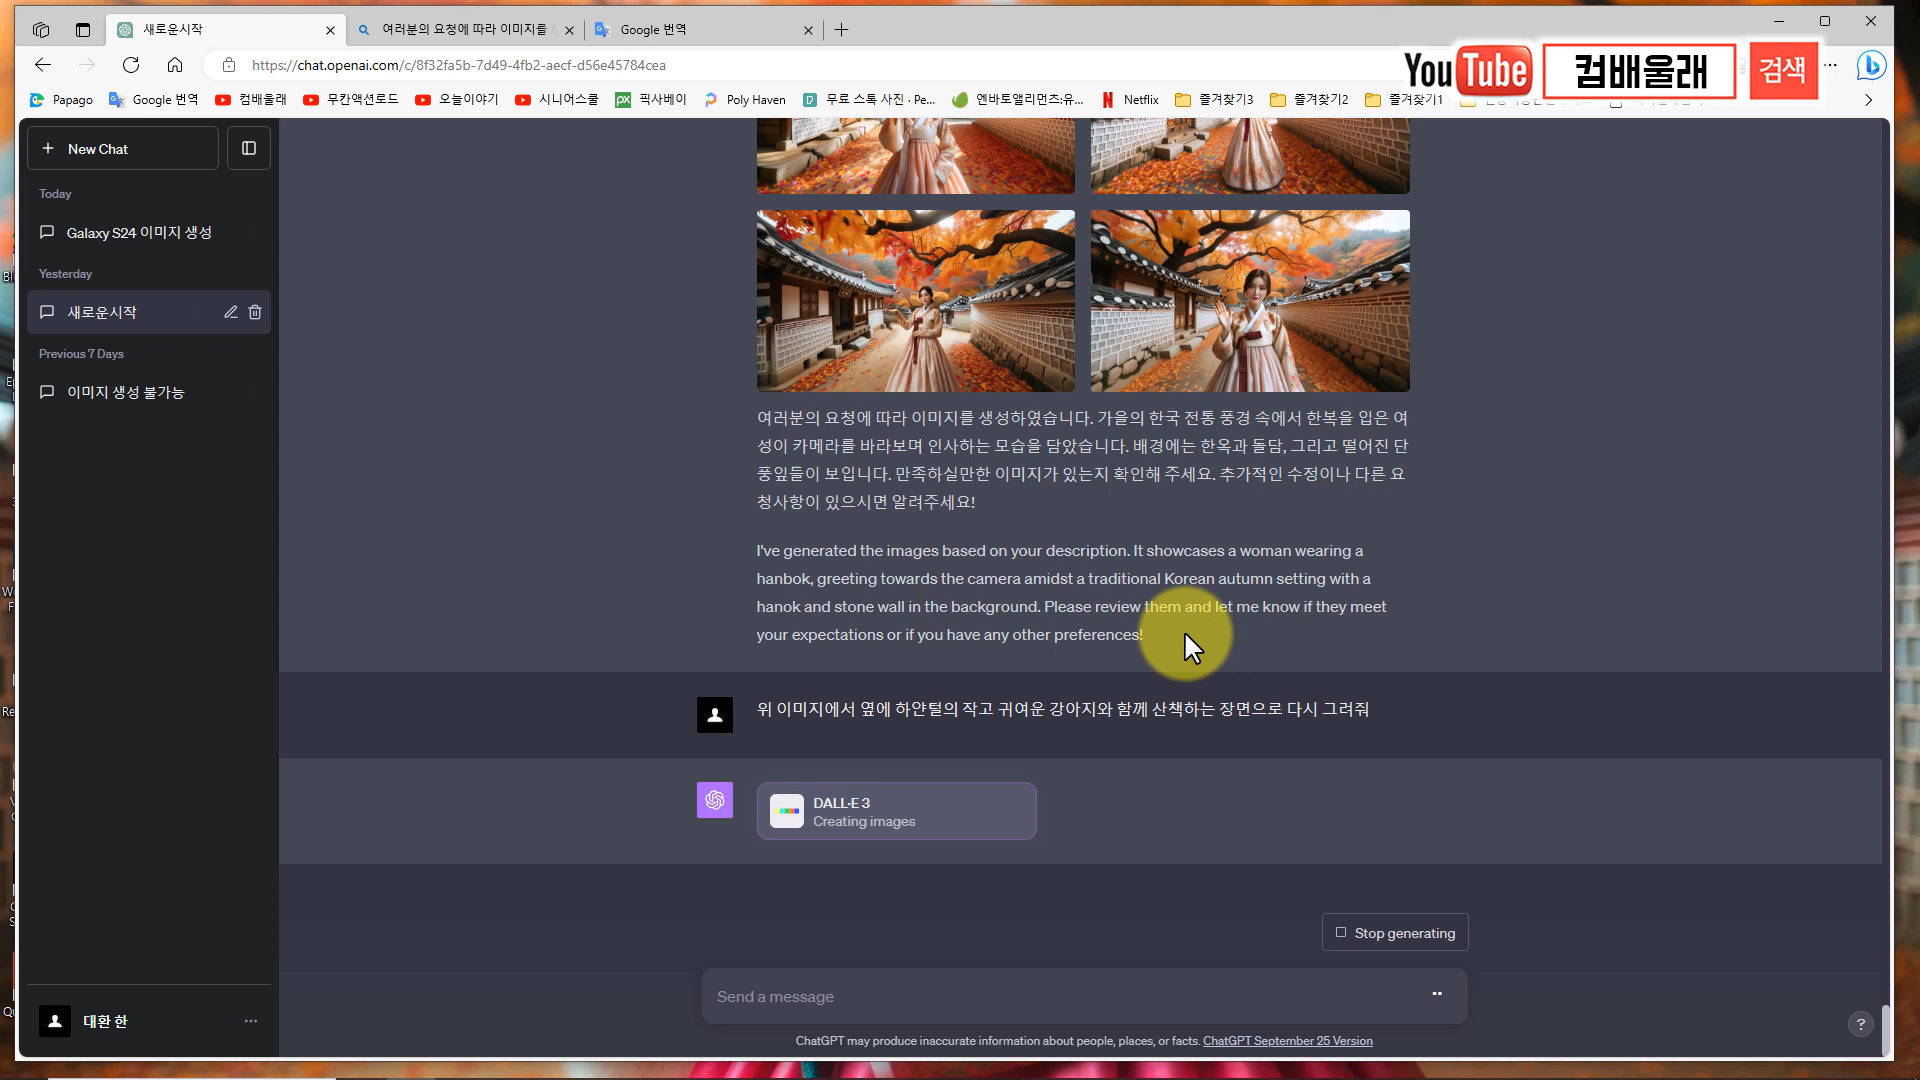 새로운시작
여러분의 요청에 따라 이미지를
Google 번역
https://chat.openai.com/c/8f32fa5b-7d49-4fb2-aecf-d56e45784cea
YouTube 컴배울래 검색
Papago
Google 번역
컴배울래
무칸액션로드
오늘이야기
시니어스쿨
픽사베이
Poly Haven
무료 스톡 사진 · Pe...
엔바토앨리먼츠:유...
Netflix
즐겨찾기3
즐겨찾기2
즐겨찾기1
New Chat
Today
Galaxy S24 이미지 생성
Yesterday
새로운시작
Previous 7 Days
이미지 생성 불가능
여러분의 요청에 따라 이미지를 생성하였습니다. 가을의 한국 전통 풍경 속에서 한복을 입은 여
성이 카메라를 바라보며 인사하는 모습을 담았습니다. 배경에는 한옥과 돌담, 그리고 떨어진 단
풍잎들이 보입니다. 만족하실만한 이미지가 있는지 확인해 주세요. 추가적인 수정이나 다른 요
청사항이 있으시면 알려주세요!
I've generated the images based on your description. It showcases a woman wearing a
hanbok, greeting towards the camera amidst a traditional Korean autumn setting with a
hanok and stone wall in the background. Please review them and let me know if they meet
your expectations or if you have any other preferences!
위 이미지에서 옆에 하얀털의 작고 귀여운 강아지와 함께 산책하는 장면으로 다시 그려줘
DALL·E 3
Creating images
Stop generating
Send a message
ChatGPT may produce inaccurate information about people, places, or facts. ChatGPT September 25 Version
대환 한
?